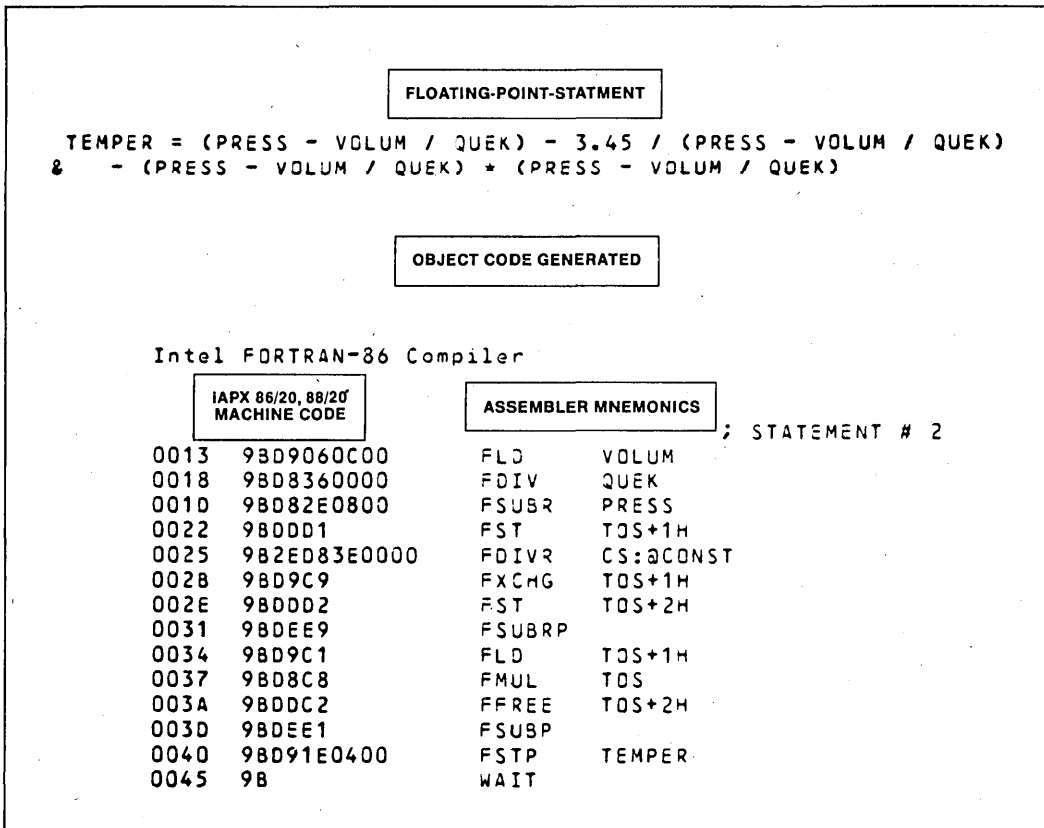 FLOATING-POINT-STATMENT
TEMPER = (PRESS - VOLUM / QUEK) - 3.45 / (PRESS - VOLUM / QUEK)
& - (PRESS - VOLUM / QUEK) * (PRESS - VOLUM / QUEK)
OBJECT CODE GENERATED
Intel FORTRAN-86 Compiler
IAPX 86/20, 88/20
MACHINE CODE
ASSEMBLER MNEMONICS
; STATEMENT # 2
0013 9BD9060C00 FLD VOLUM
0018 9BD8360000 FDIV QUEK
001D 9BD82E0800 FSUBR PRESS
0022 9BDDD1 FST TOS+1H
0025 9B2ED83E0000 FDIVR CS:@CONST
002B 9BD9C9 FXCHG TOS+1H
002E 9BDDD2 FST TOS+2H
0031 9BDEE9 FSUBRP
0034 9BD9C1 FLD TOS+1H
0037 9BD8C8 FMUL TOS
003A 9BDDC2 FFREE TOS+2H
003D 9BDEE1 FSUBP
0040 9BD91E0400 FSTP TEMPER
0045 9B WAIT